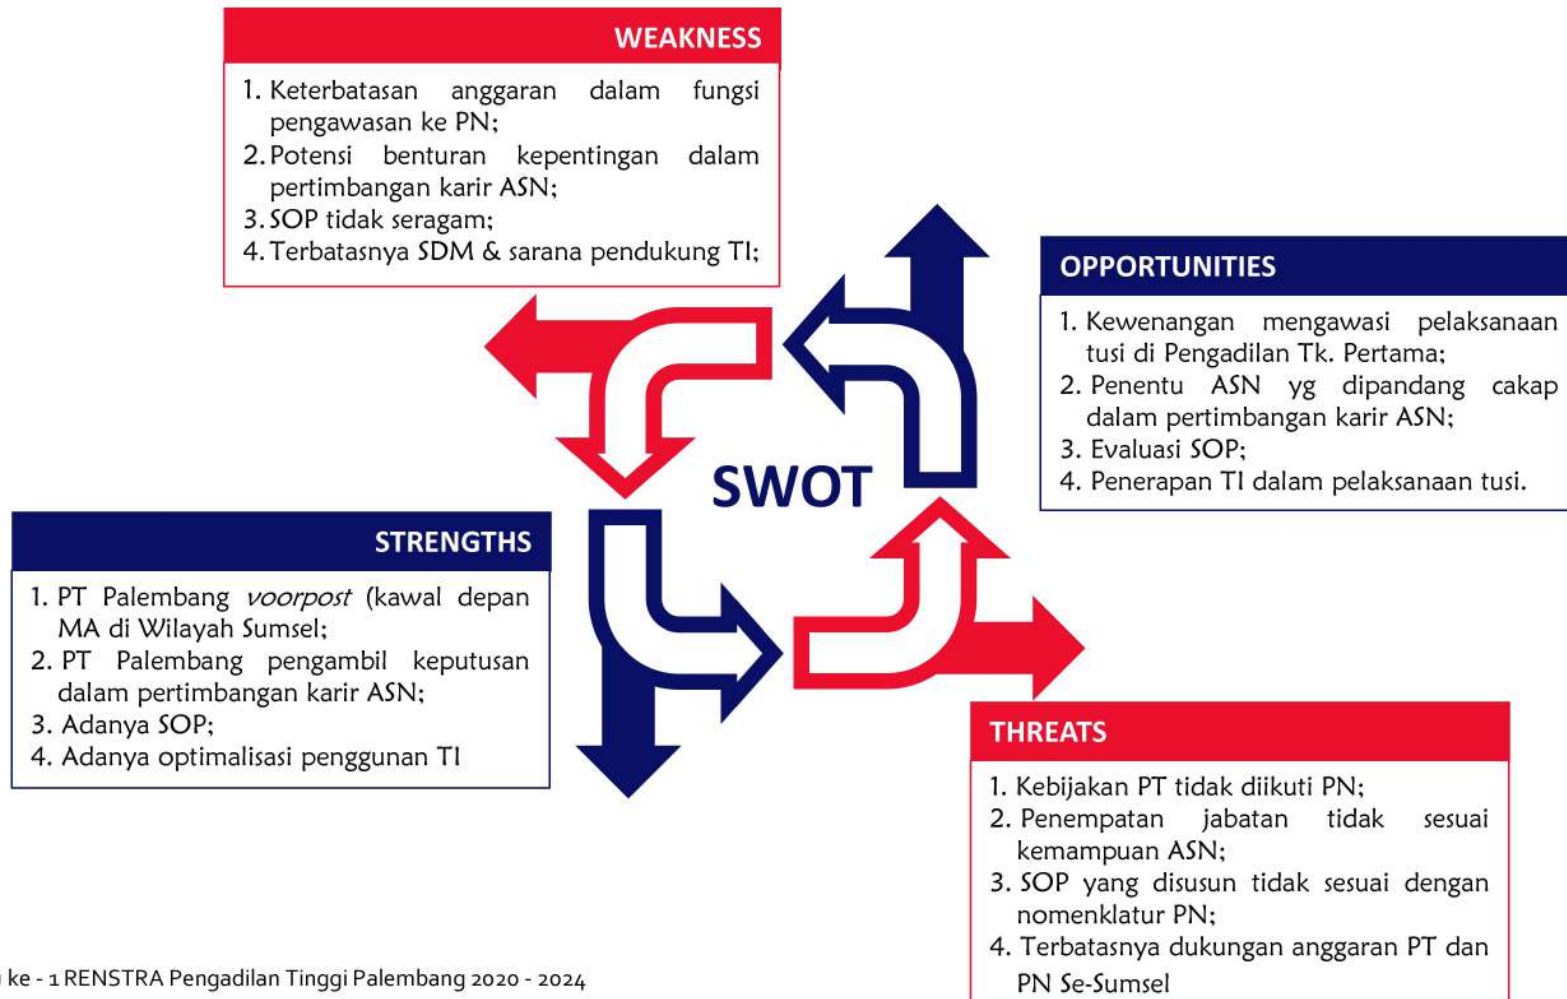 WEAKNESS
1. Keterbatasan anggaran dalam fungsi
pengawasan ke PN;
2. Potensi benturan kepentingan dalam
pertimbangan karir ASN;
3. SOP tidak seragam;
4. Terbatasnya SDM & sarana pendukung TI;
OPPORTUNITIES
1. Kewenangan mengawasi pelaksanaan
tusi di Pengadilan Tk. Pertama;
2. Penentu ASN yg dipandang cakap
dalam pertimbangan karir ASN;
3. Evaluasi SOP;
4. Penerapan TI dalam pelaksanaan tusi.
SWOT
STRENGTHS
1. PT Palembang voorpost (kawal depan
MA di Wilayah Sumsel;
2. PT Palembang pengambil keputusan
dalam pertimbangan karir ASN;
3. Adanya SOP;
4. Adanya optimalisasi penggunan TI
THREATS
1. Kebijakan PT tidak diikuti PN;
2. Penempatan jabatan tidak sesuai
kemampuan ASN;
3. SOP yang disusun tidak sesuai dengan
nomenklatur PN;
4. Terbatasnya dukungan anggaran PT dan
PN Se-Sumsel
ke - 1 RENSTRA Pengadilan Tinggi Palembang 2020 - 2024